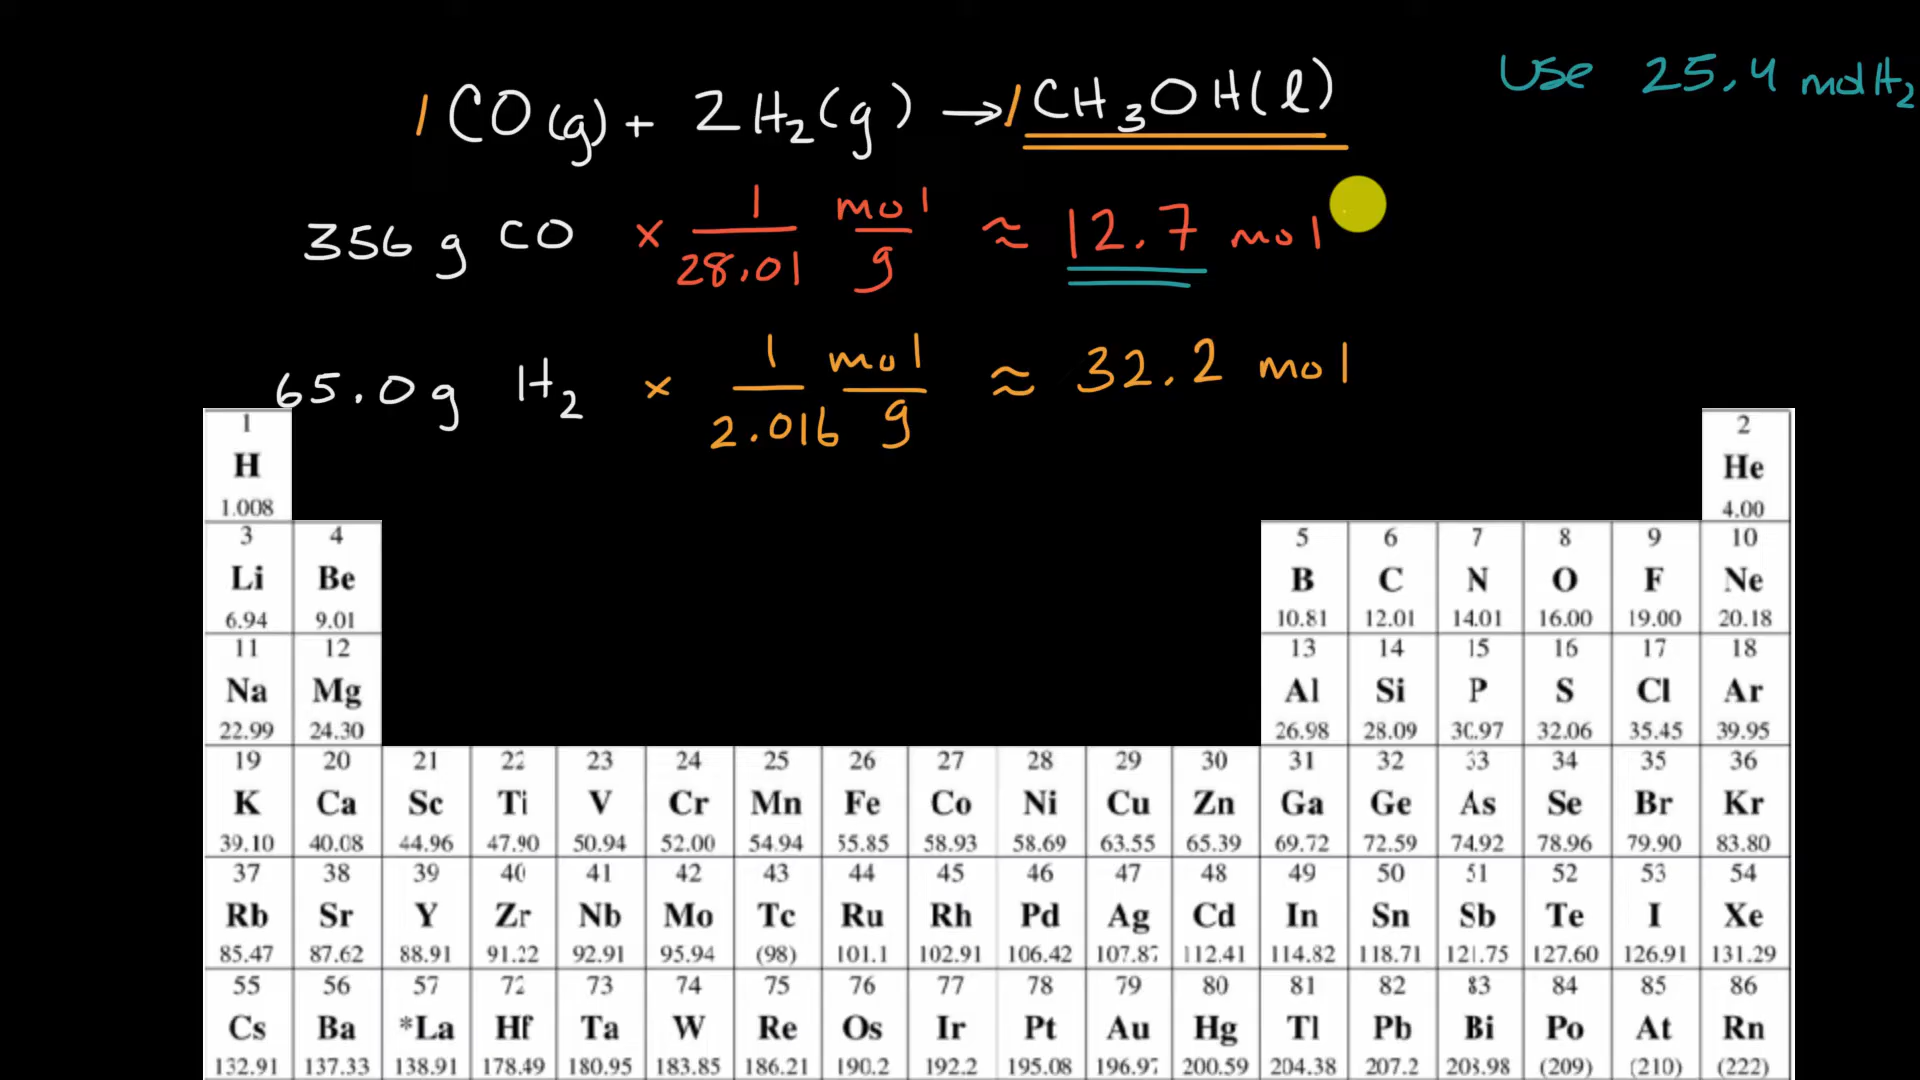 1CO(g) + 2H₂(g) → 1CH₃OH(l)
Use 25.4 mol H₂
356 g CO × 1/28.01 mol/g ≈ 12.7 mol
65.0g H₂ × 1/2.016 mol/g ≈ 32.2 mol
1 2
H He
1.008 4.00
3 4 5 6 7 8 9 10
Li Be B C N O F Ne
6.94 9.01 10.81 12.01 14.01 16.00 19.00 20.18
11 12 13 14 15 16 17 18
Na Mg Al Si P S Cl Ar
22.99 24.30 26.98 28.09 30.97 32.06 35.45 39.95
19 20 21 22 23 24 25 26 27 28 29 30 31 32 33 34 35 36
K Ca Sc Ti V Cr Mn Fe Co Ni Cu Zn Ga Ge As Se Br Kr
39.10 40.08 44.96 47.90 50.94 52.00 54.94 55.85 58.93 58.69 63.55 65.39 69.72 72.59 74.92 78.96 79.90 83.80
37 38 39 40 41 42 43 44 45 46 47 48 49 50 51 52 53 54
Rb Sr Y Zr Nb Mo Tc Ru Rh Pd Ag Cd In Sn Sb Te I Xe
85.47 87.62 88.91 91.22 92.91 95.94 (98) 101.1 102.91 106.42 107.87 112.41 114.82 118.71 121.75 127.60 126.91 131.29
55 56 57 72 73 74 75 76 77 78 79 80 81 82 83 84 85 86
Cs Ba *La Hf Ta W Re Os Ir Pt Au Hg Tl Pb Bi Po At Rn
132.91 137.33 138.91 178.49 180.95 183.85 186.21 190.2 192.2 195.08 196.97 200.59 204.38 207.2 208.98 (209) (210) (222)